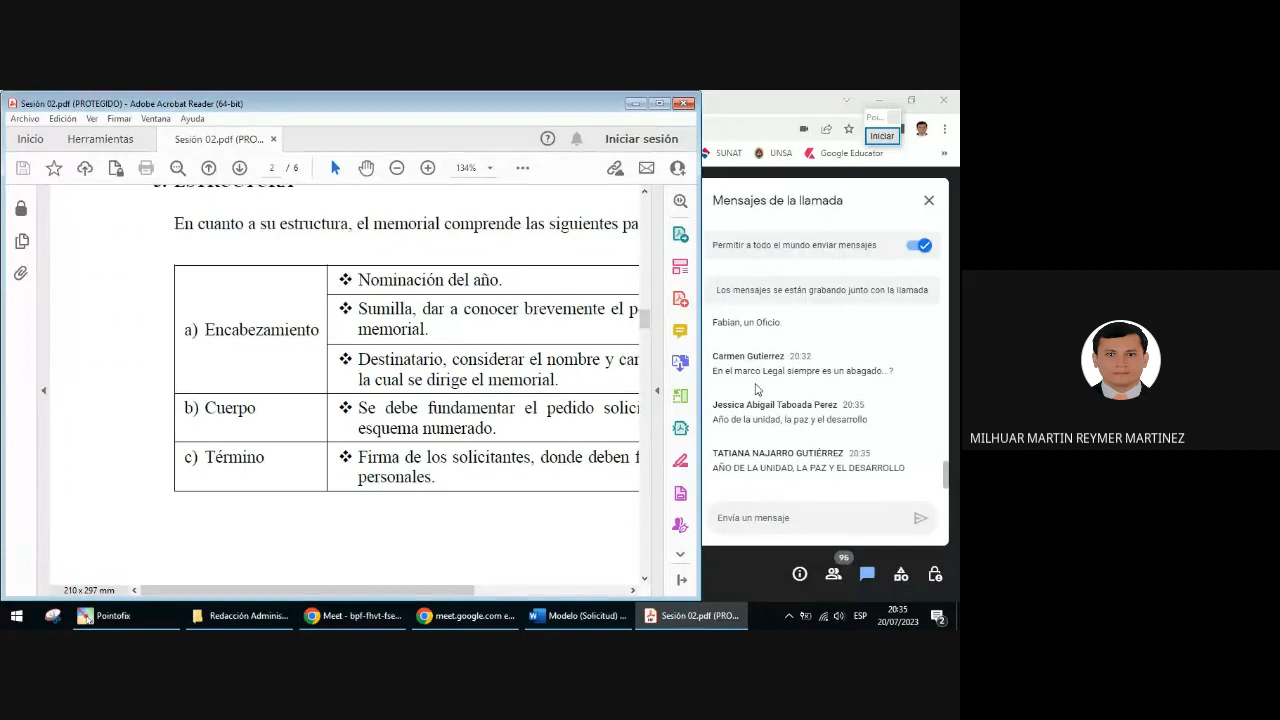 Sesión 02.pdf (PROTEGIDO) - Adobe Acrobat Reader (64-bit)
Archivo Edición Ver Firmar Ventana Ayuda
Inicio Herramientas Sesión 02.pdf (PRO... × Iniciar sesión
2 / 6 134%
3. ESTRUCTURA
En cuanto a su estructura, el memorial comprende las siguientes pa
a) Encabezamiento
❖ Nominación del año.
❖ Sumilla, dar a conocer brevemente el p
memorial.
❖ Destinatario, considerar el nombre y car
la cual se dirige el memorial.
b) Cuerpo
❖ Se debe fundamentar el pedido solici
esquema numerado.
c) Término
❖ Firma de los solicitantes, donde deben f
personales.
210 x 297 mm
Poi...
Iniciar
SUNAT UNSA Google Educator »
Mensajes de la llamada
Permitir a todo el mundo enviar mensajes
Los mensajes se están grabando junto con la llamada
Fabian, un Oficio.
Carmen Gutierrez 20:32
En el marco Legal siempre es un abagado...?
Jessica Abigail Taboada Perez 20:35
Año de la unidad, la paz y el desarrollo
TATIANA NAJARRO GUTIÉRREZ 20:35
AÑO DE LA UNIDAD, LA PAZ Y EL DESARROLLO
Envía un mensaje
95
Pointofix Redacción Adminis... Meet - bpf-fhvt-fse... meet.google.com e... Modelo (Solicitud) ... Sesión 02.pdf (PRO...
ESP 20:35
20/07/2023
2
MILHUAR MARTIN REYMER MARTINEZ